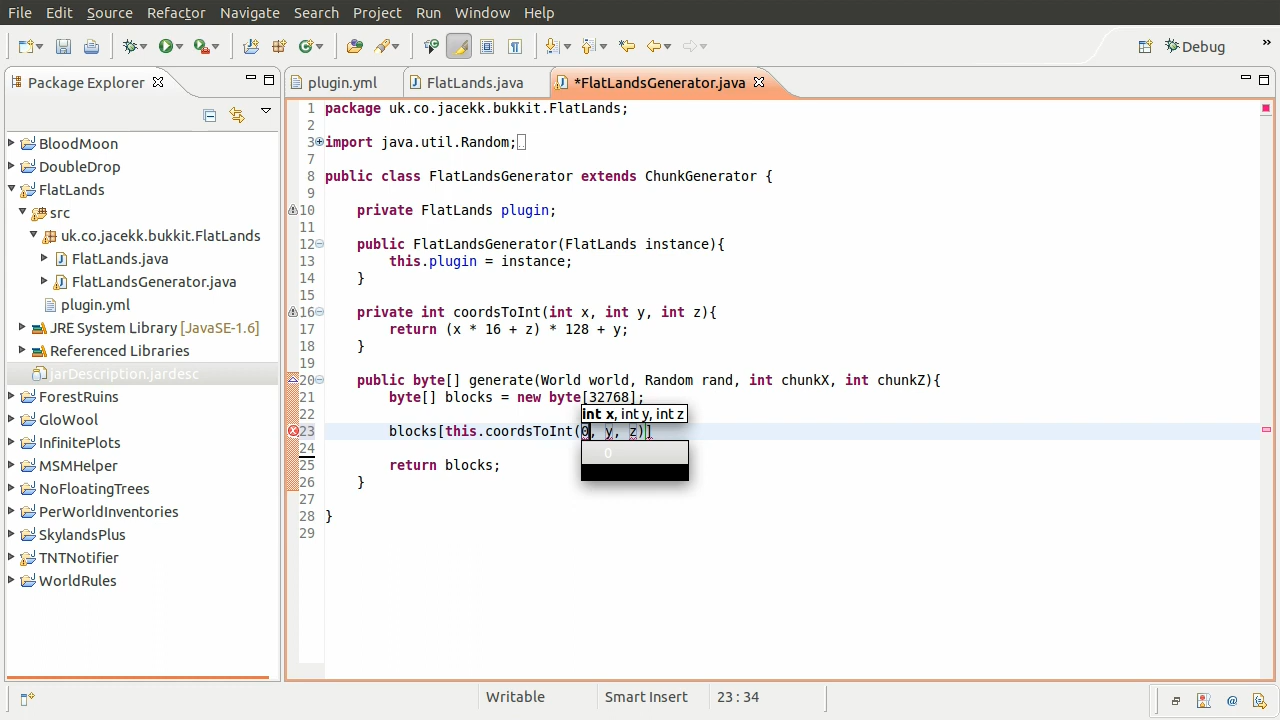 File Edit Source Refactor Navigate Search Project Run Window Help
Debug »
Package Explorer
plugin.yml FlatLands.java *FlatLandsGenerator.java
BloodMoon
DoubleDrop
FlatLands
src
uk.co.jacekk.bukkit.FlatLands
FlatLands.java
FlatLandsGenerator.java
plugin.yml
JRE System Library [JavaSE-1.6]
Referenced Libraries
jarDescription.jardesc
ForestRuins
GloWool
InfinitePlots
MSMHelper
NoFloatingTrees
PerWorldInventories
SkylandsPlus
TNTNotifier
WorldRules
1 package uk.co.jacekk.bukkit.FlatLands;
2
3 import java.util.Random;
7
8 public class FlatLandsGenerator extends ChunkGenerator {
9
10 private FlatLands plugin;
11
12 public FlatLandsGenerator(FlatLands instance){
13 this.plugin = instance;
14 }
15
16 private int coordsToInt(int x, int y, int z){
17 return (x * 16 + z) * 128 + y;
18 }
19
20 public byte[] generate(World world, Random rand, int chunkX, int chunkZ){
21 byte[] blocks = new byte[32768];
22
int x, int y, int z
23 blocks[this.coordsToInt(0, y, z)]
0
24
25 return blocks;
26 }
27
28 }
29
Writable Smart Insert 23 : 34